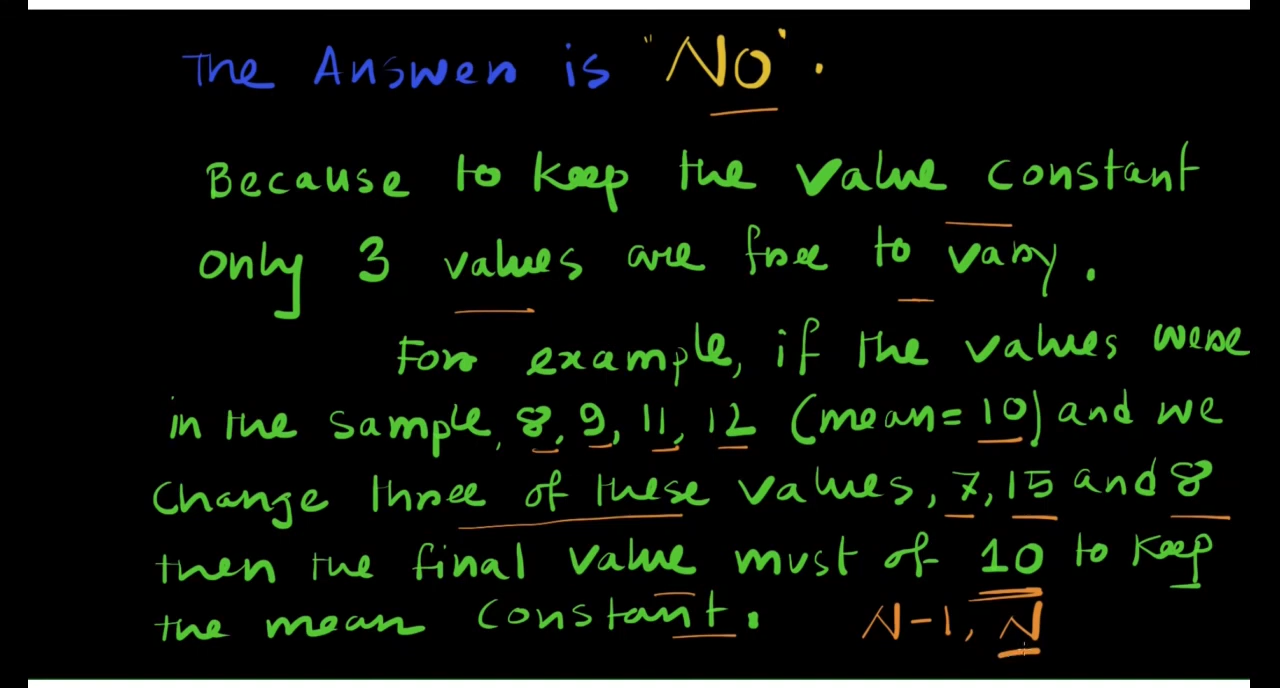 The Answer is "NO".
Because to keep the value constant
only 3 values are free to vary.
For example, if the values were
in the sample, 8, 9, 11, 12 (mean= 10) and we
change three of these values, 7, 15 and 8
then the final value must of 10 to keep
the mean constant. N-1, N